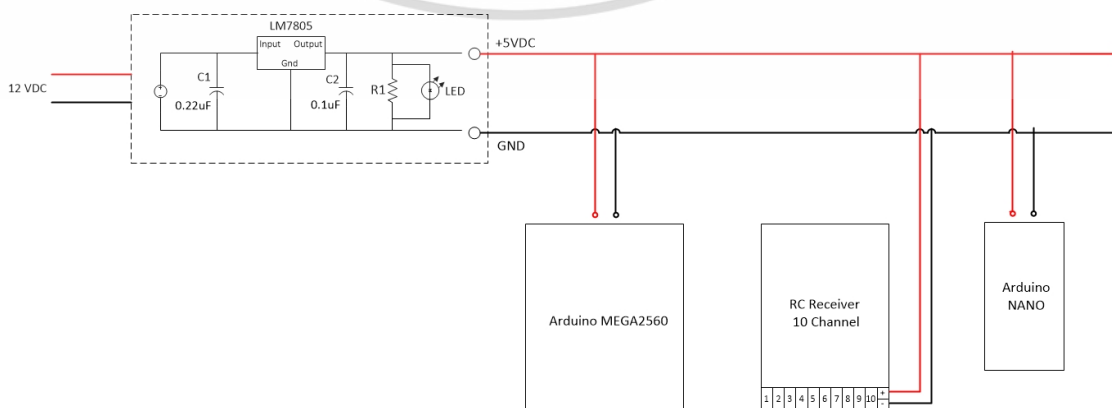 LM7805
Input Output
Gnd
+5VDC
12 VDC
C1
0.22uF
C2
0.1uF
R1
LED
GND
Arduino MEGA2560
RC Receiver
10 Channel
Arduino
NANO
1 2 3 4 5 6 7 8 9 10 + -